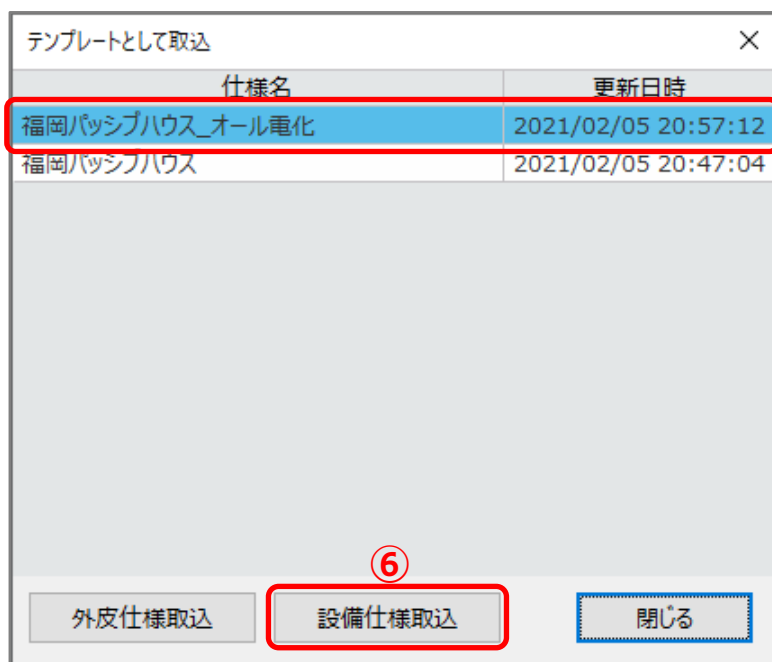 テンプレートとして取込
仕様名 更新日時
福岡パッシブハウス_オール電化 2021/02/05 20:57:12
福岡パッシブハウス 2021/02/05 20:47:04
⑥
外皮仕様取込 設備仕様取込 閉じる